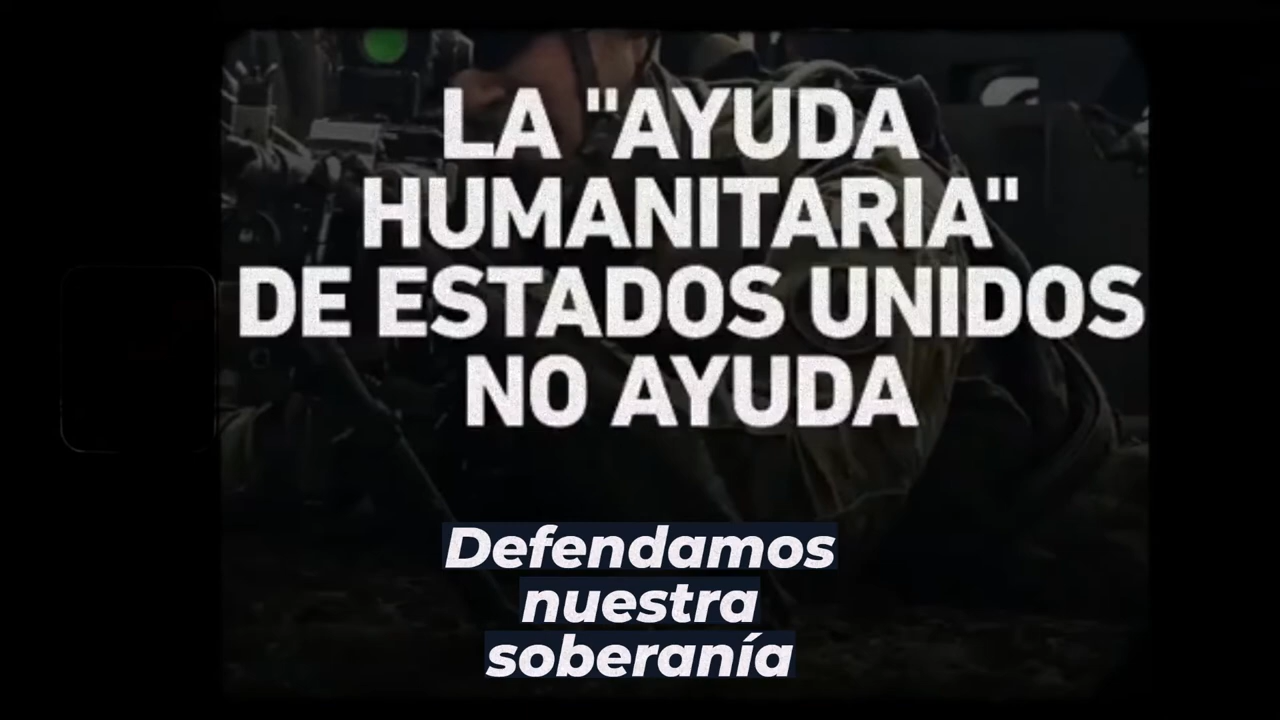 LA "AYUDA
HUMANITARIA"
DE ESTADOS UNIDOS
NO AYUDA
Defendamos
nuestra
soberanía